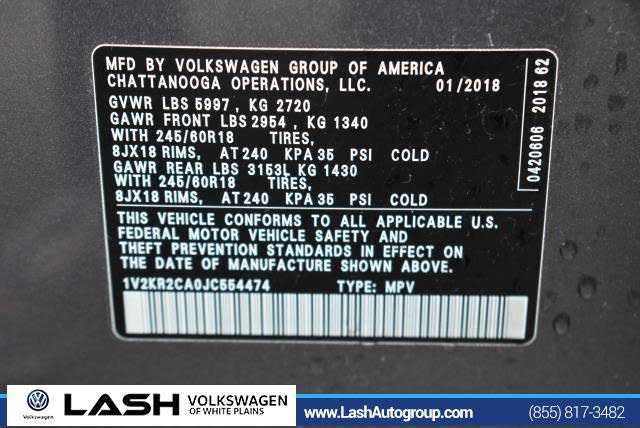 MFD BY VOLKSWAGEN GROUP OF AMERICA
CHATTANOOGA OPERATIONS, LLC. 01/2018
GVWR LBS 5997 , KG 2720
GAWR FRONT LBS 2954 , KG 1340
WITH 245/60R18 TIRES,
8JX18 RIMS, AT 240 KPA 35 PSI COLD
GAWR REAR LBS 3153L KG 1430
WITH 245/60R18 TIRES,
8JX18 RIMS, AT 240 KPA 35 PSI COLD
THIS VEHICLE CONFORMS TO ALL APPLICABLE U.S.
FEDERAL MOTOR VEHICLE SAFETY AND
THEFT PREVENTION STANDARDS IN EFFECT ON
THE DATE OF MANUFACTURE SHOWN ABOVE.
1V2KR2CA0JC554474 TYPE: MPV
0420606 2018 62
Volkswagen
LASH VOLKSWAGEN
OF WHITE PLAINS
www.LashAutogroup.com
(855) 817-3482